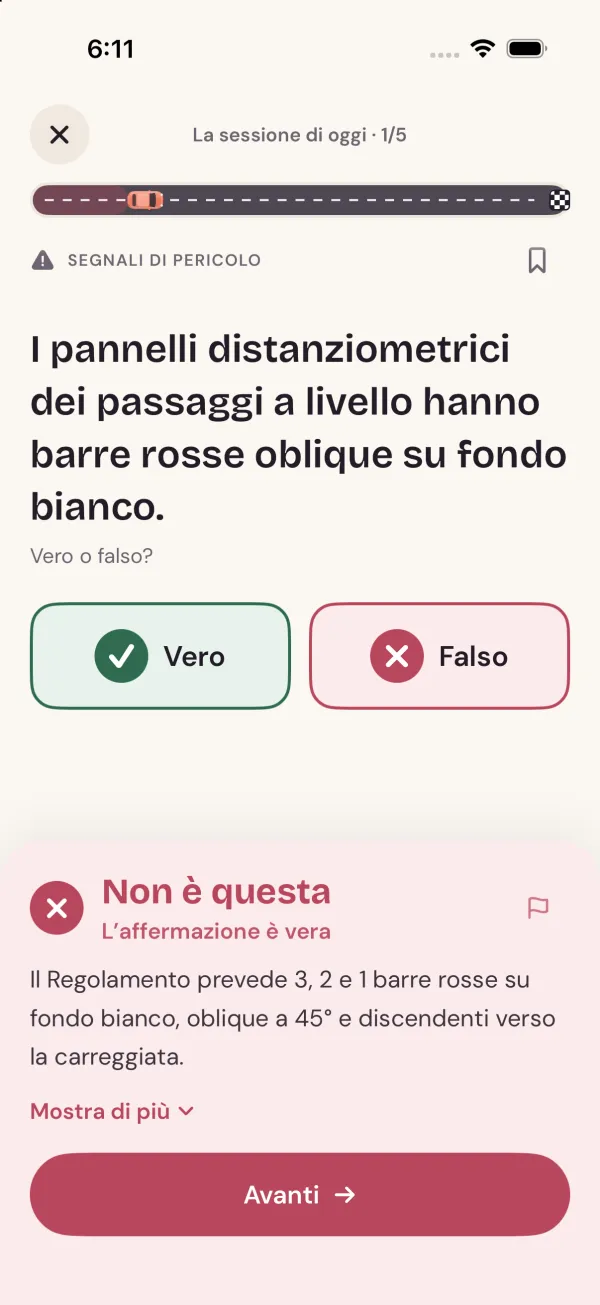 6:11
La sessione di oggi · 1/5
SEGNALI DI PERICOLO
I pannelli distanziometrici
dei passaggi a livello hanno
barre rosse oblique su fondo
bianco.
Vero o falso?
Vero
Falso
Non è questa
L’affermazione è vera
Il Regolamento prevede 3, 2 e 1 barre rosse su
fondo bianco, oblique a 45° e discendenti verso
la carreggiata.
Mostra di più
Avanti →